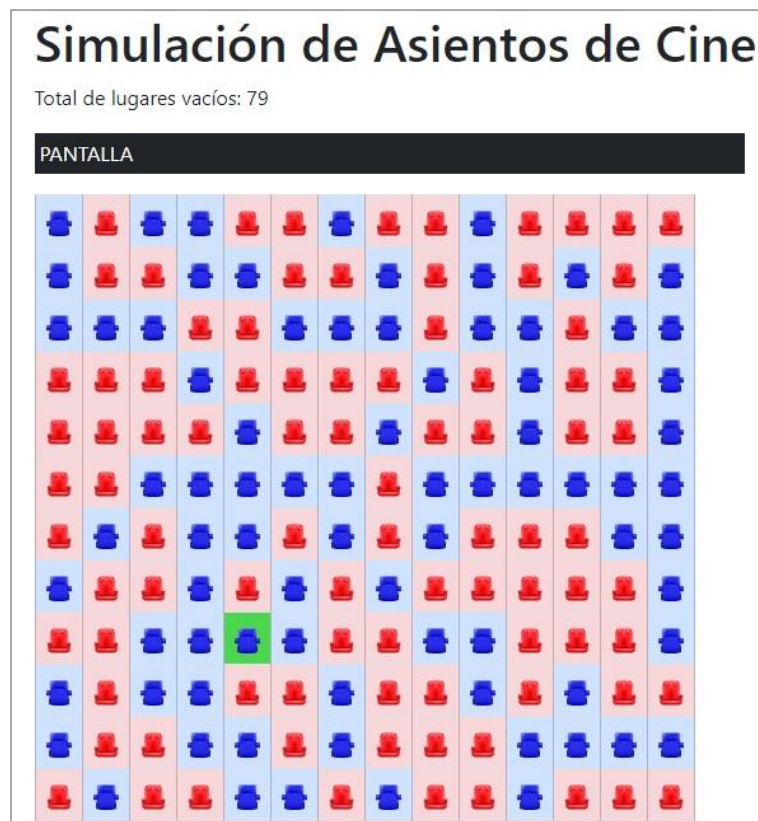 Simulación de Asientos de Cine
Total de lugares vacíos: 79
PANTALLA